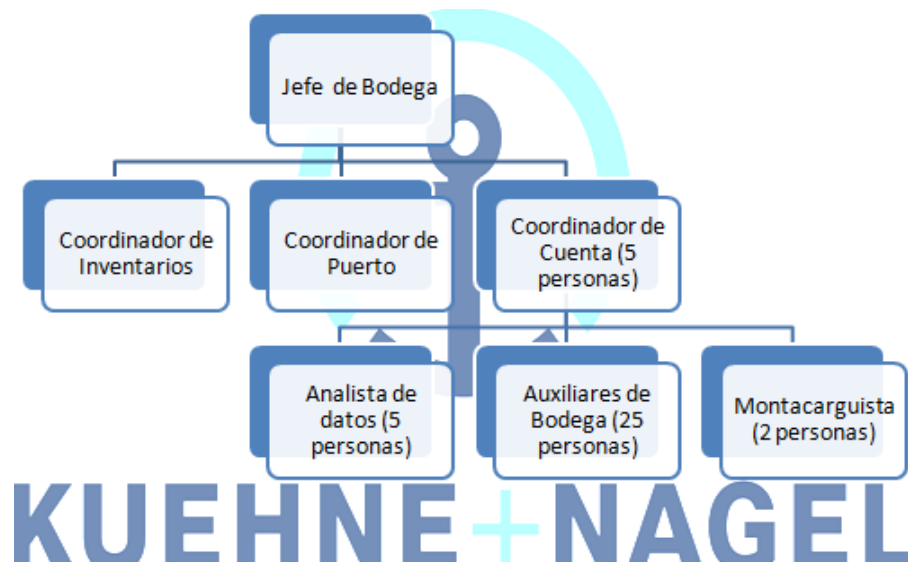 Jefe de Bodega
Coordinador de
Inventarios
Coordinador de
Puerto
Coordinador de
Cuenta (5
personas)
Analista de
datos (5
personas)
Auxiliares de
Bodega (25
personas)
Montacarguista
(2 personas)
KUEHNE+NAGEL